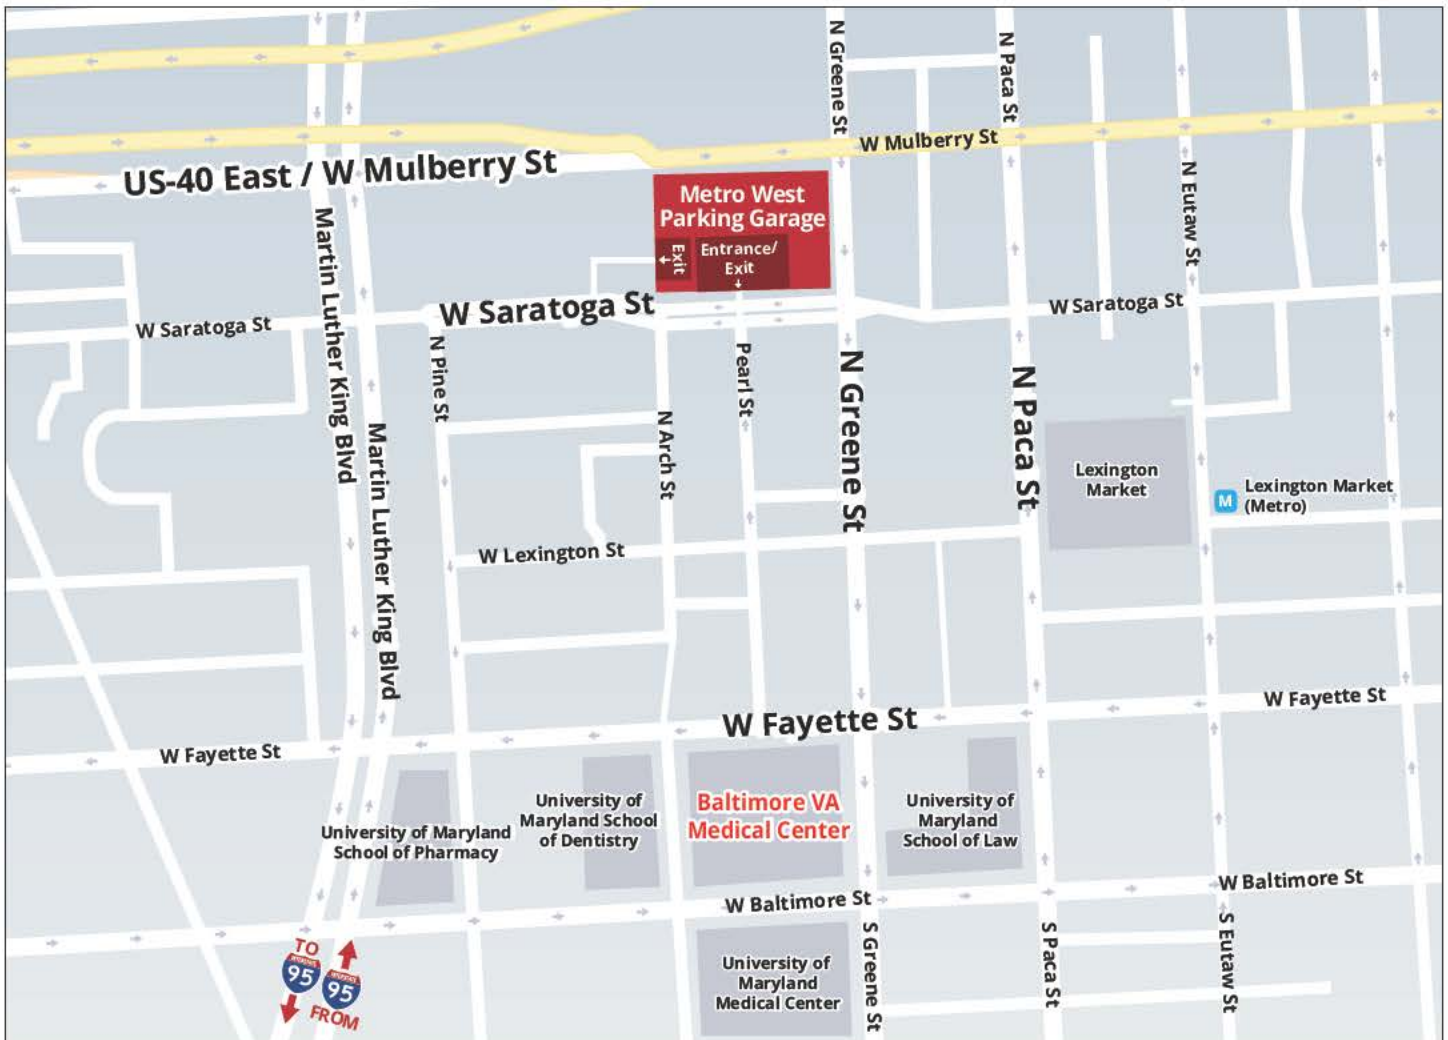 N Greene St
N Paca St
W Mulberry St
US-40 East / W Mulberry St
Metro West
Parking Garage
Exit
Entrance/
Exit
N Eutaw St
Martin Luther King Blvd
W Saratoga St
W Saratoga St
W Saratoga St
N Pine St
Pearl St
N Greene St
N Paca St
Martin Luther King Blvd
N Arch St
Lexington
Market
M
Lexington Market
(Metro)
W Lexington St
W Fayette St
W Fayette St
W Fayette St
University of Maryland
School of Pharmacy
University of
Maryland School
of Dentistry
Baltimore VA
Medical Center
University of
Maryland
School of Law
W Baltimore St
W Baltimore St
TO
INTERSTATE
95
INTERSTATE
95
FROM
University of
Maryland
Medical Center
S Greene St
S Paca St
S Eutaw St